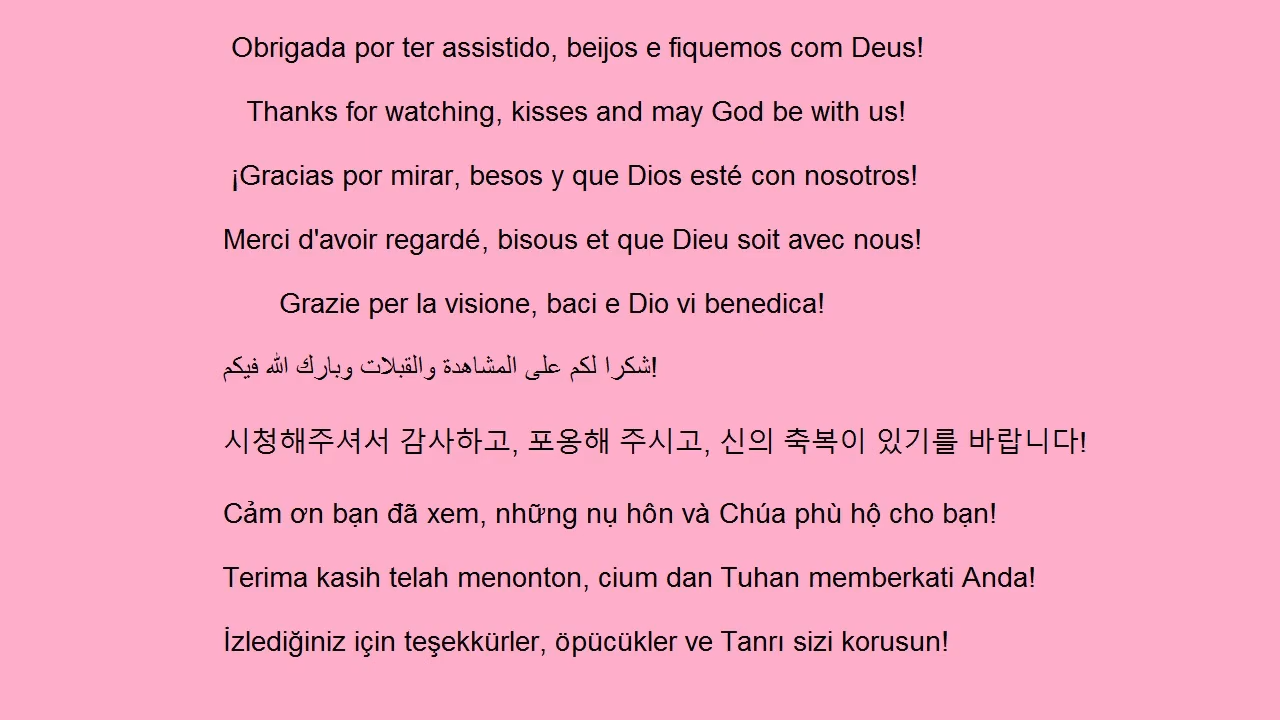 Obrigada por ter assistido, beijos e fiquemos com Deus!
Thanks for watching, kisses and may God be with us!
¡Gracias por mirar, besos y que Dios esté con nosotros!
Merci d'avoir regardé, bisous et que Dieu soit avec nous!
Grazie per la visione, baci e Dio vi benedica!
شكرا لكم على المشاهدة والقبلات وبارك الله فيكم!
시청해주셔서 감사하고, 포옹해 주시고, 신의 축복이 있기를 바랍니다!
Cảm ơn bạn đã xem, những nụ hôn và Chúa phù hộ cho bạn!
Terima kasih telah menonton, cium dan Tuhan memberkati Anda!
İzlediğiniz için teşekkürler, öpücükler ve Tanrı sizi korusun!